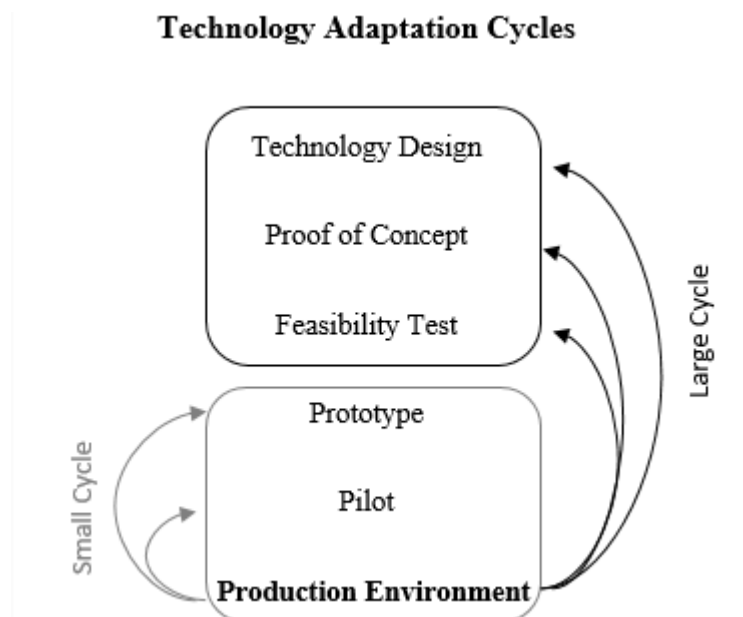 Technology Adaptation Cycles
Technology Design
Proof of Concept
Feasibility Test
Large Cycle
Prototype
Pilot
Small Cycle
Production Environment